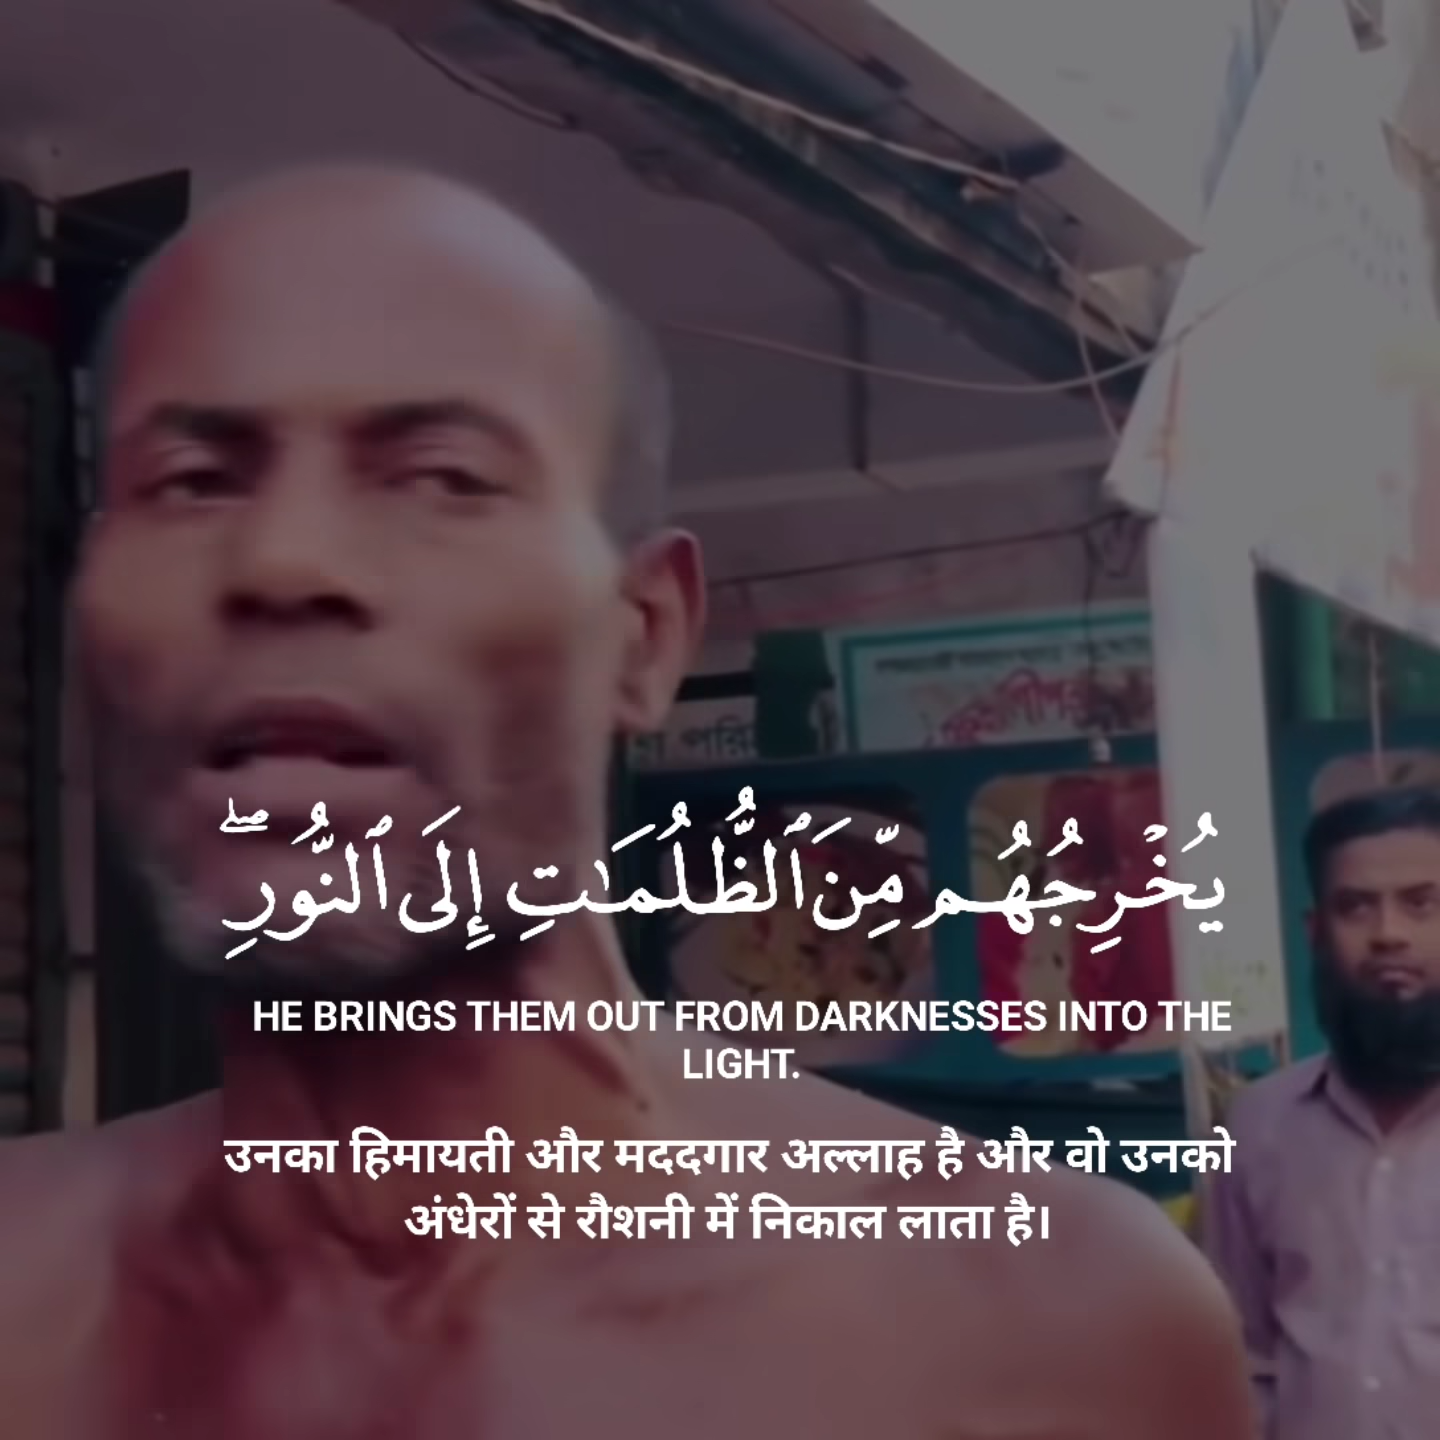 পরি
يُخْرِجُهُم مِّنَ ٱلظُّلُمَـٰتِ إِلَى ٱلنُّورِ ۖ
HE BRINGS THEM OUT FROM DARKNESSES INTO THE
LIGHT.
उनका हिमायती और मददगार अल्लाह है और वो उनको
अंधेरों से रौशनी में निकाल लाता है।